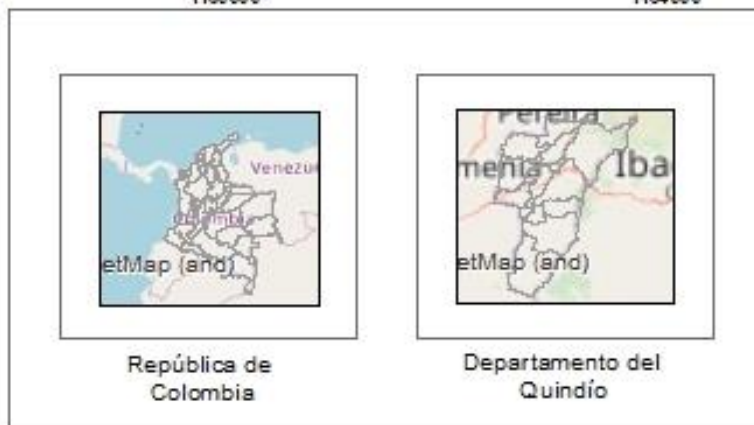 Venezu
Colombia
etMap (and)
República de
Colombia
Pereira
menia
Iba
etMap (and)
Departamento del
Quindío